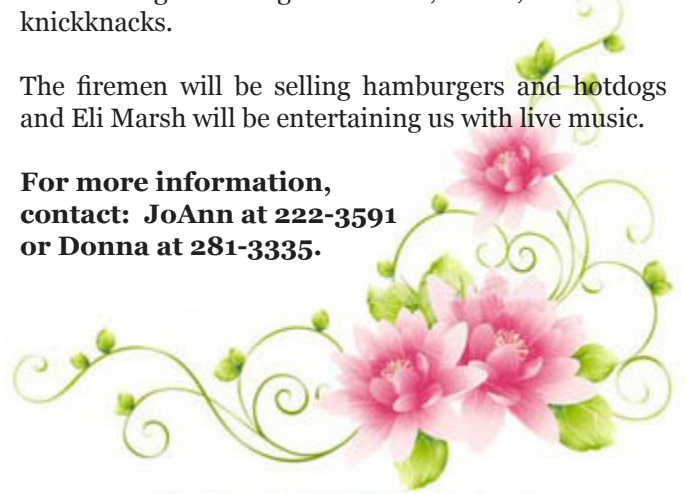 knickknacks.
The firemen will be selling hamburgers and hotdogs
and Eli Marsh will be entertaining us with live music.
For more information,
contact: JoAnn at 222-3591
or Donna at 281-3335.